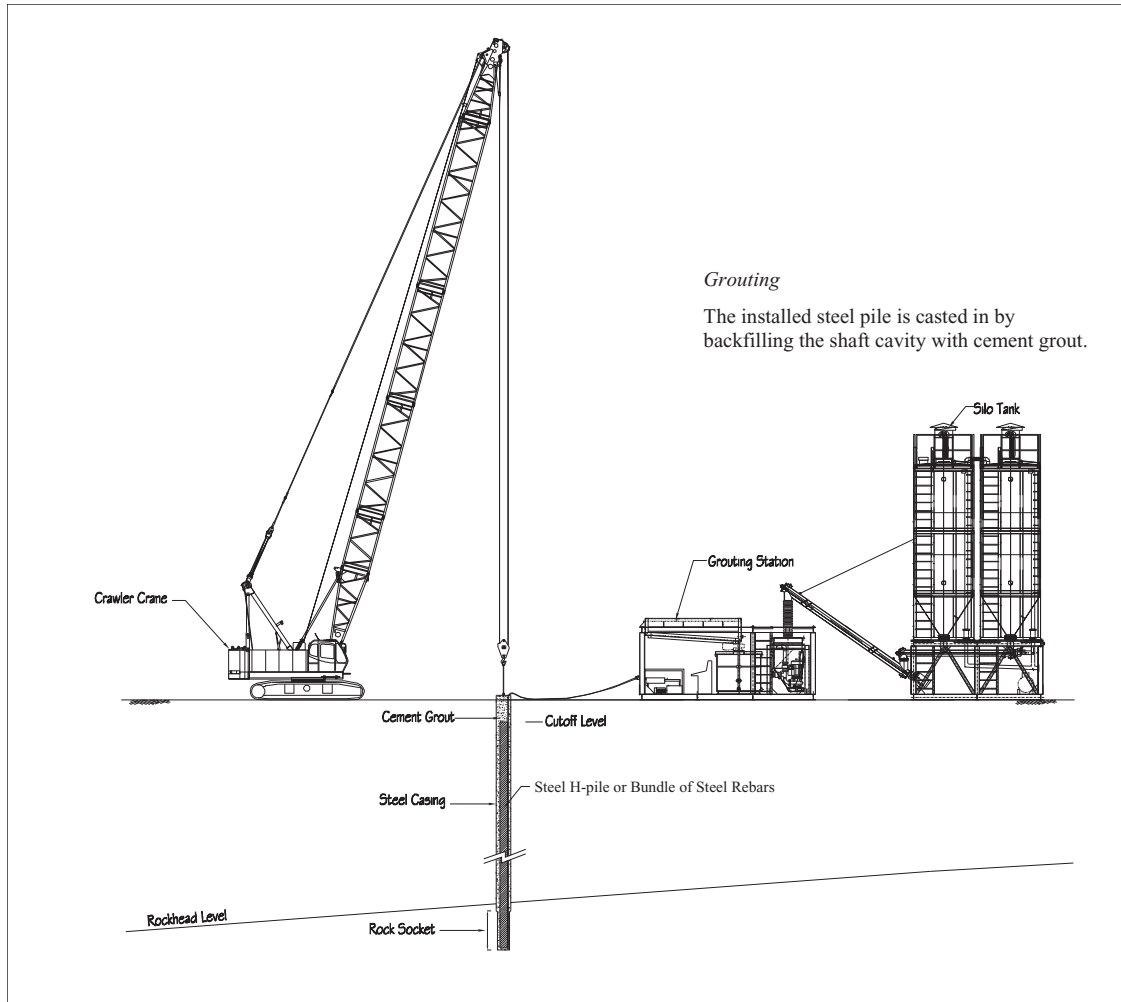 Grouting
The installed steel pile is casted in by
backfilling the shaft cavity with cement grout.
Silo Tank
Grouting Station
Crawler Crane
Cement Grout
Cutoff Level
Steel Casing
Steel H-pile or Bundle of Steel Rebars
Rockhead Level
Rock Socket